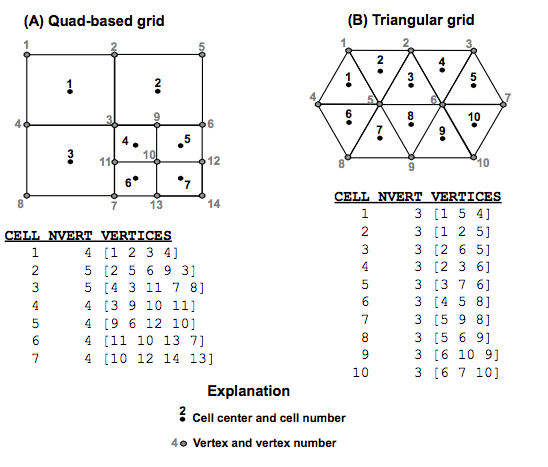 (A) Quad-based grid
(B) Triangular grid
1 2 5
1 2
4 3 9 6
3 4 5
11 10 12
6 7
8 7 13 14
1 2 3
2 4
1 3 5
4 5 6 7
6 8 10
7 9
8 9 10
CELL NVERT VERTICES
1 4 [1 2 3 4]
2 5 [2 5 6 9 3]
3 5 [4 3 11 7 8]
4 4 [3 9 10 11]
5 4 [9 6 12 10]
6 4 [11 10 13 7]
7 4 [10 12 14 13]
CELL NVERT VERTICES
1 3 [1 5 4]
2 3 [1 2 5]
3 3 [2 6 5]
4 3 [2 3 6]
5 3 [3 7 6]
6 3 [4 5 8]
7 3 [5 9 8]
8 3 [5 6 9]
9 3 [6 10 9]
10 3 [6 7 10]
Explanation
2 Cell center and cell number
4 Vertex and vertex number